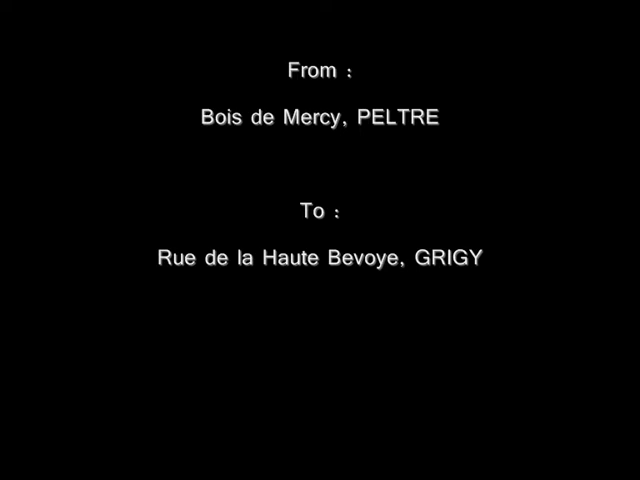 From :
Bois de Mercy, PELTRE
To :
Rue de la Haute Bevoye, GRIGY